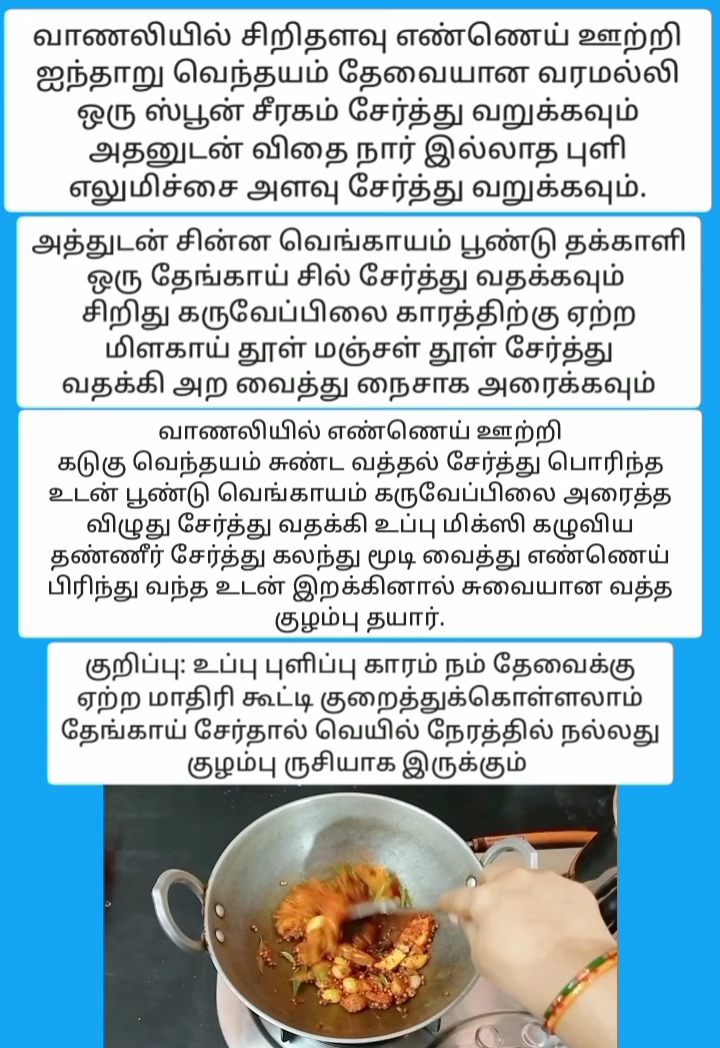 வாணலியில் சிறிதளவு எண்ணெய் ஊற்றி
ஐந்தாறு வெந்தயம் தேவையான வரமல்லி
ஒரு ஸ்பூன் சீரகம் சேர்த்து வறுக்கவும்
அதனுடன் விதை நார் இல்லாத புளி
எலுமிச்சை அளவு சேர்த்து வறுக்கவும்.
அத்துடன் சின்ன வெங்காயம் பூண்டு தக்காளி
ஒரு தேங்காய் சில் சேர்த்து வதக்கவும்
சிறிது கருவேப்பிலை காரத்திற்கு ஏற்ற
மிளகாய் தூள் மஞ்சள் தூள் சேர்த்து
வதக்கி அற வைத்து நைசாக அரைக்கவும்
வாணலியில் எண்ணெய் ஊற்றி
கடுகு வெந்தயம் சுண்ட வத்தல் சேர்த்து பொரிந்த
உடன் பூண்டு வெங்காயம் கருவேப்பிலை அரைத்த
விழுது சேர்த்து வதக்கி உப்பு மிக்ஸி கழுவிய
தண்ணீர் சேர்த்து கலந்து மூடி வைத்து எண்ணெய்
பிரிந்து வந்த உடன் இறக்கினால் சுவையான வத்த
குழம்பு தயார்.
குறிப்பு: உப்பு புளிப்பு காரம் நம் தேவைக்கு
ஏற்ற மாதிரி கூட்டி குறைத்துக்கொள்ளலாம்
தேங்காய் சேர்தால் வெயில் நேரத்தில் நல்லது
குழம்பு ருசியாக இருக்கும்